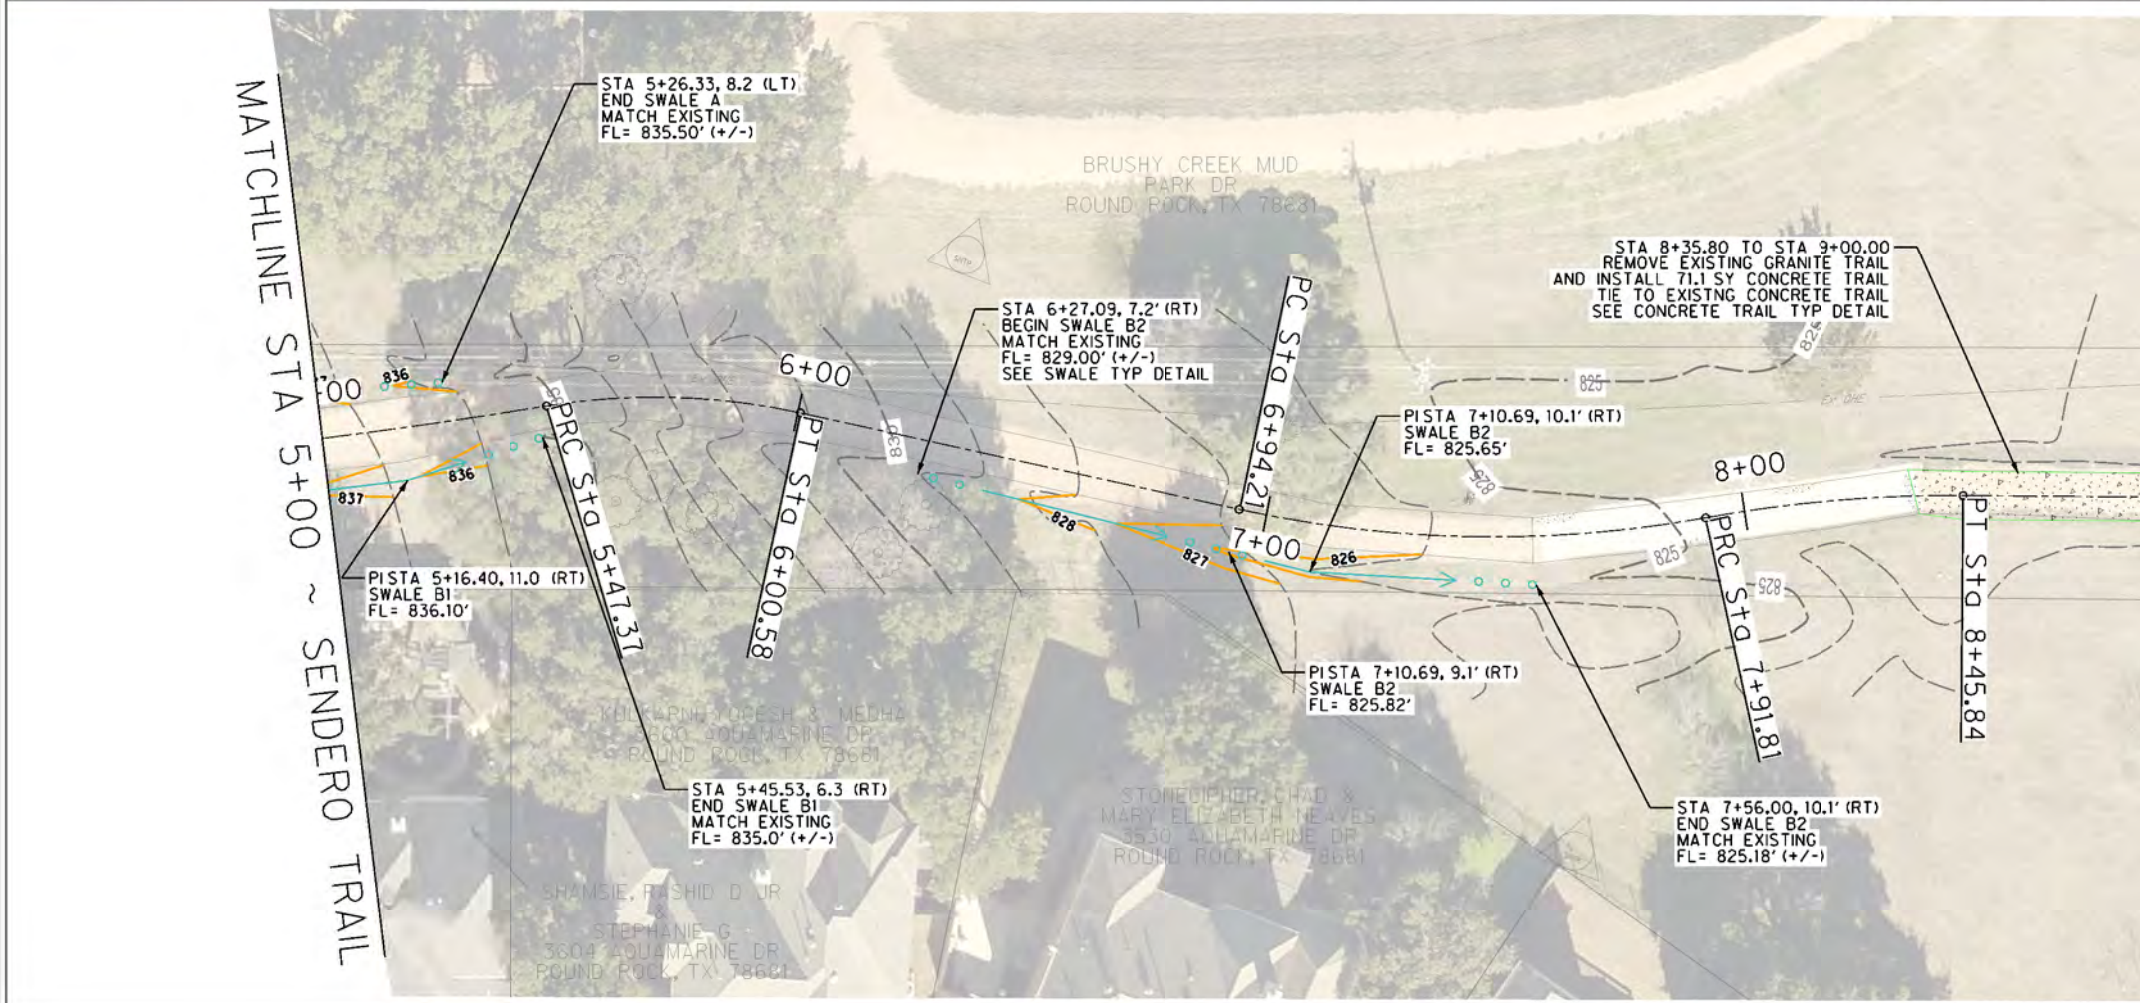 MATCHLINE STA 5+00 ~ SENDERO TRAIL
STA 5+26.33, 8.2 (LT)
END SWALE A
MATCH EXISTING
FL= 835.50' (+/-)
BRUSHY CREEK MUD
PARK DR
ROUND ROCK, TX 78681
STA 8+35.80 TO STA 9+00.00
REMOVE EXISTING GRANITE TRAIL
AND INSTALL 71.1 SY CONCRETE TRAIL
TIE TO EXISTNG CONCRETE TRAIL
SEE CONCRETE TRAIL TYP DETAIL
STA 6+27.09, 7.2' (RT)
BEGIN SWALE B2
MATCH EXISTING
FL= 829.00' (+/-)
SEE SWALE TYP DETAIL
PC Sta 6+94.21
836
6+00
+00
825
EX OHE
PRC Sta 5+47.37
PT Sta 6+00.58
830
PI STA 7+10.69, 10.1' (RT)
SWALE B2
FL= 825.65'
836
837
828
827
7+00
826
825
8+00
825
825
PRC Sta 7+91.81
PT Sta 8+45.84
PI STA 5+16.40, 11.0 (RT)
SWALE B1
FL= 836.10'
PI STA 7+10.69, 9.1' (RT)
SWALE B2
FL= 825.82'
KULKARNI, YOGESH & MEDHA
3600 AQUAMARINE DR
ROUND ROCK, TX 78681
STA 5+45.53, 6.3 (RT)
END SWALE B1
MATCH EXISTING
FL= 835.0' (+/-)
STONECIPHER, CHAD &
MARY ELIZABETH NEAVES
3530 AQUAMARINE DR
ROUND ROCK, TX 78681
STA 7+56.00, 10.1' (RT)
END SWALE B2
MATCH EXISTING
FL= 825.18' (+/-)
SHAMSIE, RASHID D JR
&
STEPHANIE G
3604 AQUAMARINE DR
ROUND ROCK, TX 78681